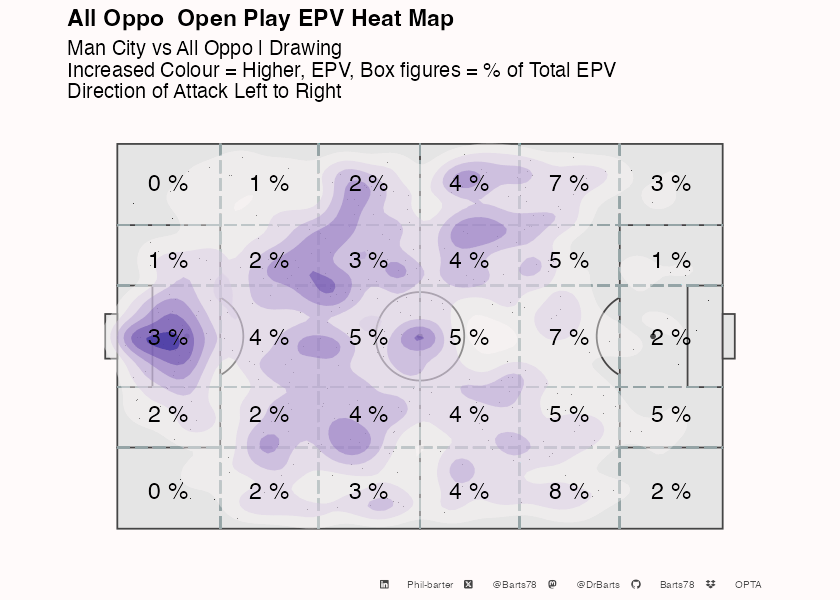 All Oppo  Open Play EPV Heat Map
Man City vs All Oppo | Drawing
Increased Colour = Higher, EPV, Box figures = % of Total EPV
Direction of Attack Left to Right
0 % 1 % 2 % 4 % 7 % 3 %
1 % 2 % 3 % 4 % 5 % 1 %
3 % 4 % 5 % 5 % 7 % 2 %
2 % 2 % 4 % 4 % 5 % 5 %
0 % 2 % 3 % 4 % 8 % 2 %
Phil-barter @Barts78 @DrBarts Barts78 OPTA